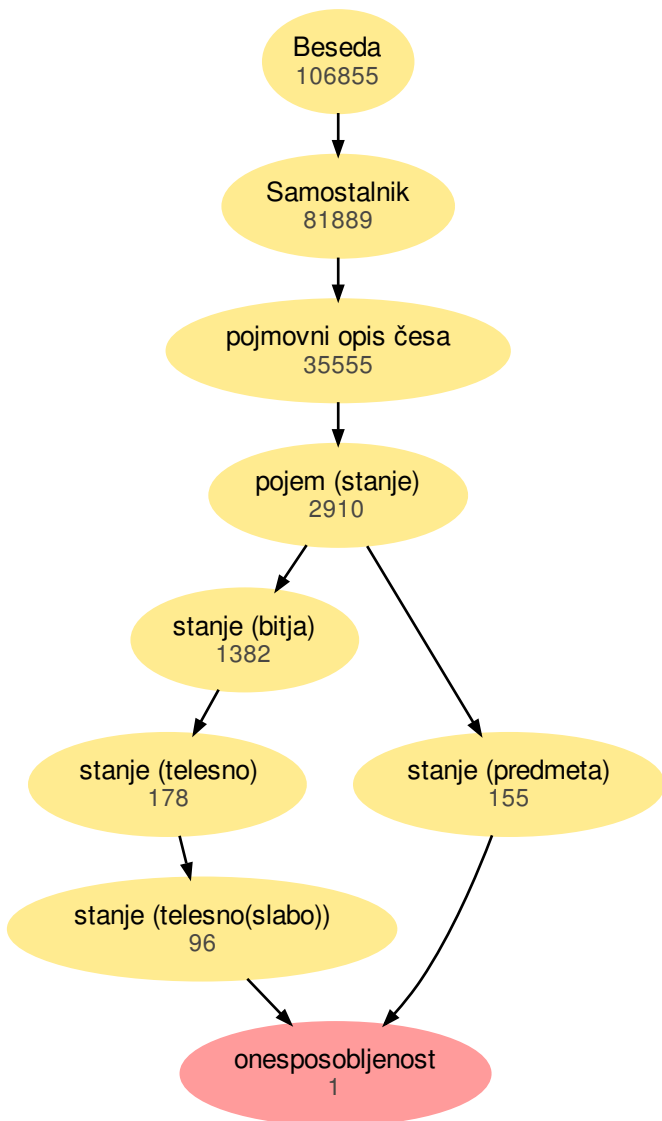 Beseda
106855
Samostalnik
81889
pojmovni opis česa
35555
pojem (stanje)
2910
stanje (bitja)
1382
stanje (telesno)
178
stanje (predmeta)
155
stanje (telesno(slabo))
96
onesposobljenost
1